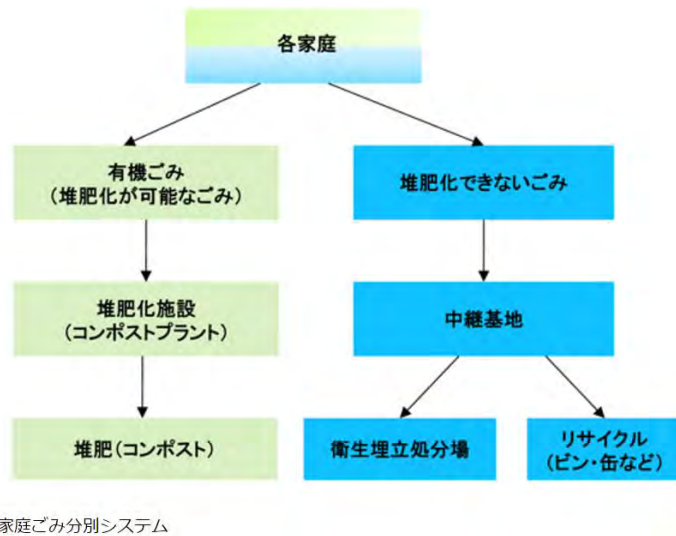 各家庭
有機ごみ
(堆肥化が可能なごみ)
堆肥化できないごみ
堆肥化施設
(コンポストプラント)
中継基地
堆肥(コンポスト)
衛生埋立処分場
リサイクル
(ビン・缶など)
家庭ごみ分別システム